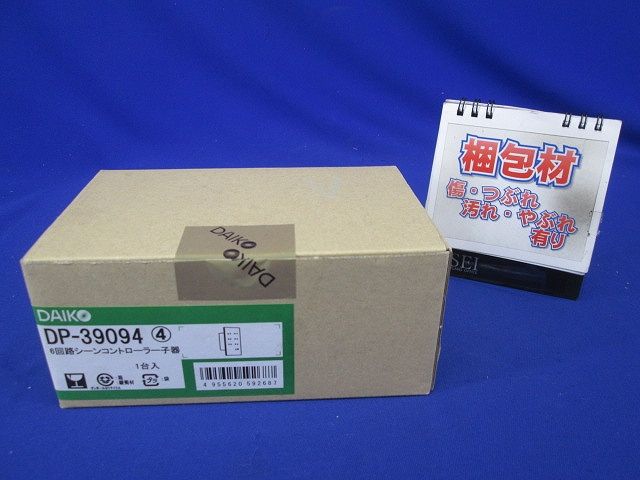 DAIKO
DAIKO
DAIKO
DP-39094 ④
6回路シーンコントローラー子器
1台入
4 955620 592687
梱包材
傷・つぶれ
汚れ・やぶれ
有り
SEI